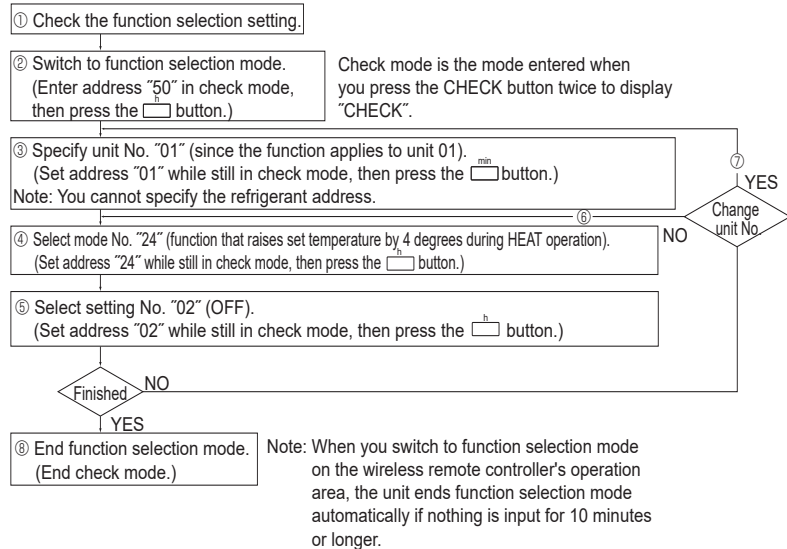 ① Check the function selection setting.
② Switch to function selection mode.
(Enter address ˝50˝ in check mode,
h
then press the button.)
Check mode is the mode entered when
you press the CHECK button twice to display
˝CHECK˝.
③ Specify unit No. ˝01˝ (since the function applies to unit 01).
min
(Set address ˝01˝ while still in check mode, then press the button.)
Note: You cannot specify the refrigerant address.
⑦
YES
⑥
Change
unit No.
NO
④ Select mode No. ˝24˝ (function that raises set temperature by 4 degrees during HEAT operation).
h
(Set address ˝24˝ while still in check mode, then press the button.)
⑤ Select setting No. ˝02˝ (OFF).
h
(Set address ˝02˝ while still in check mode, then press the button.)
Finished
NO
YES
⑧ End function selection mode.
(End check mode.)
Note: When you switch to function selection mode
on the wireless remote controller's operation
area, the unit ends function selection mode
automatically if nothing is input for 10 minutes
or longer.